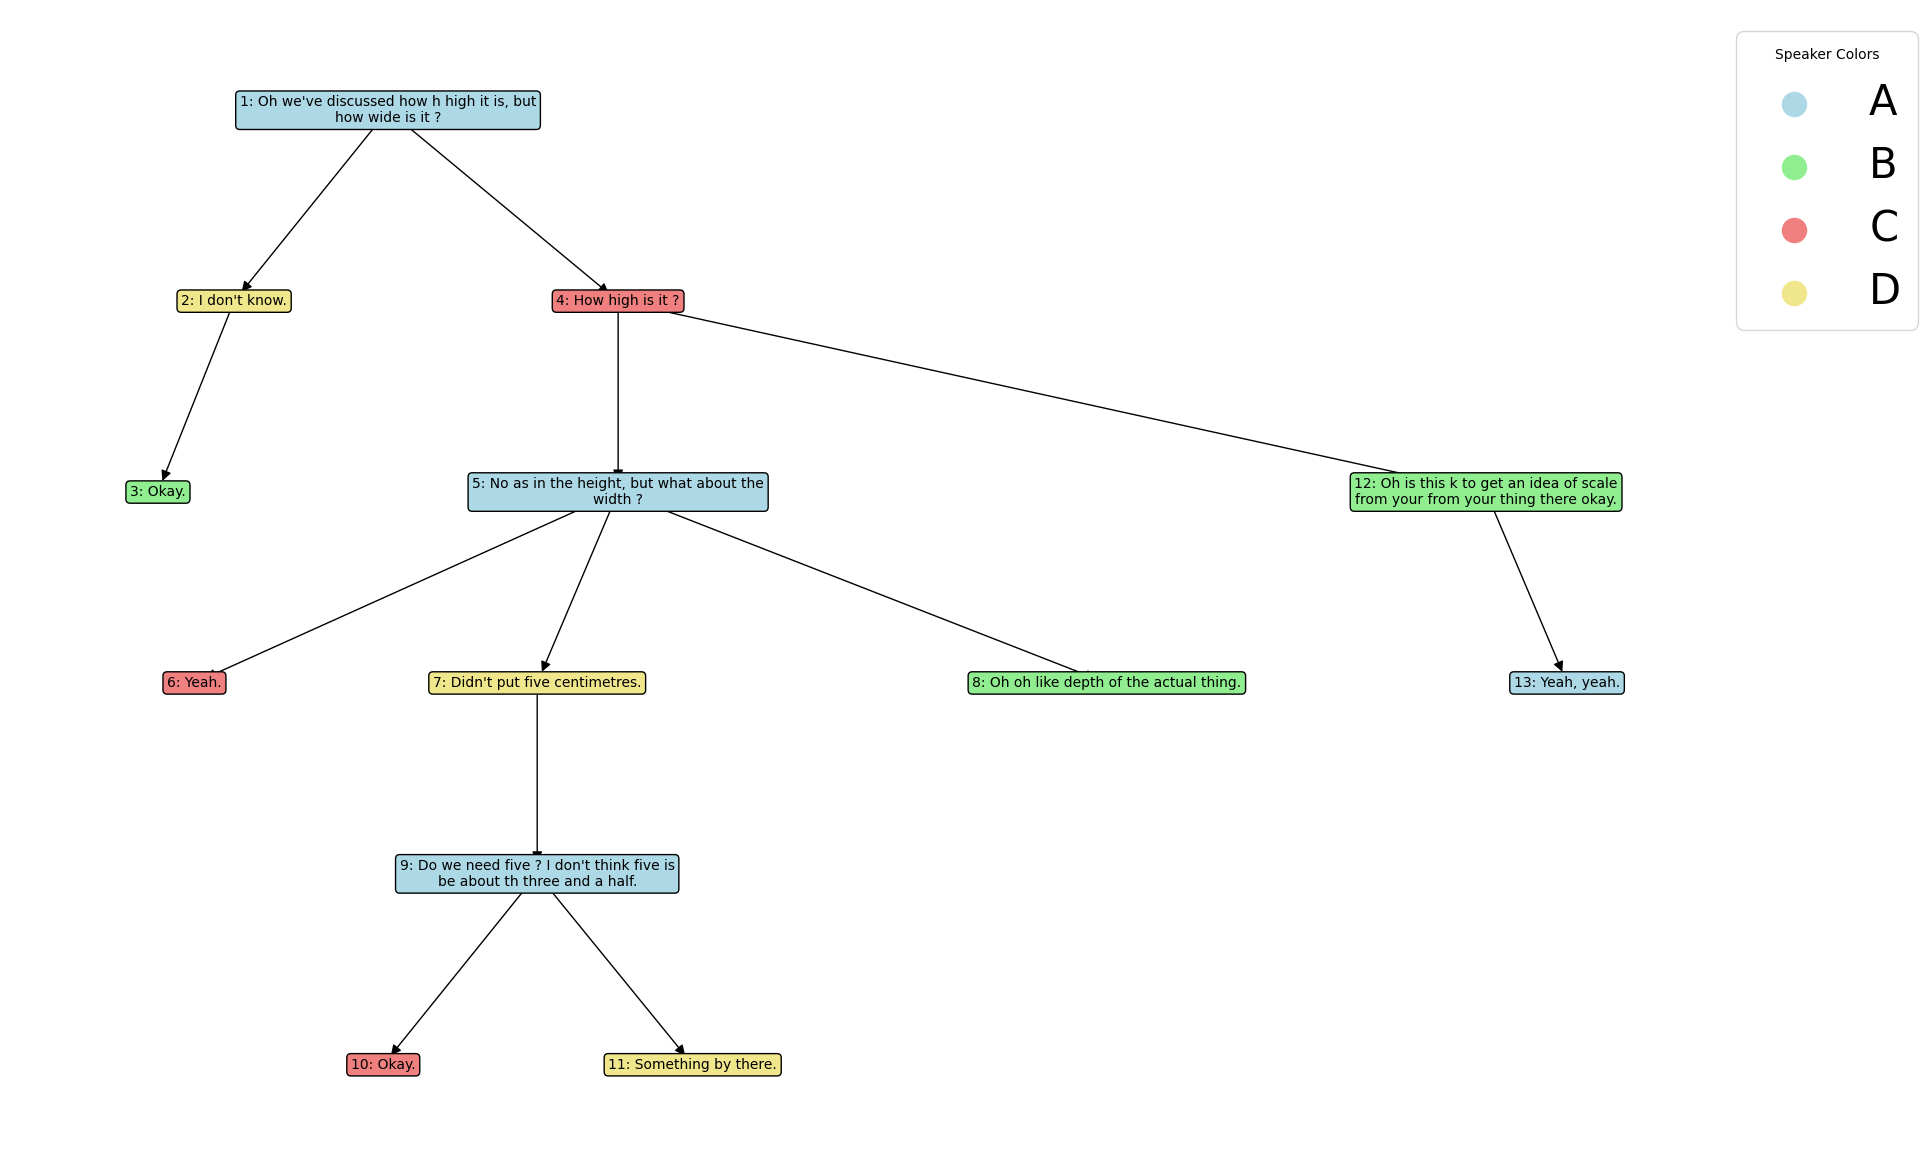 1: Oh we've discussed how h high it is, but
how wide is it ?
2: I don't know.
4: How high is it ?
3: Okay.
5: No as in the height, but what about the
width ?
12: Oh is this k to get an idea of scale
from your from your thing there okay.
6: Yeah.
7: Didn't put five centimetres.
8: Oh oh like depth of the actual thing.
13: Yeah, yeah.
9: Do we need five ? I don't think five is
be about th three and a half.
10: Okay.
11: Something by there.
Speaker Colors
A
B
C
D